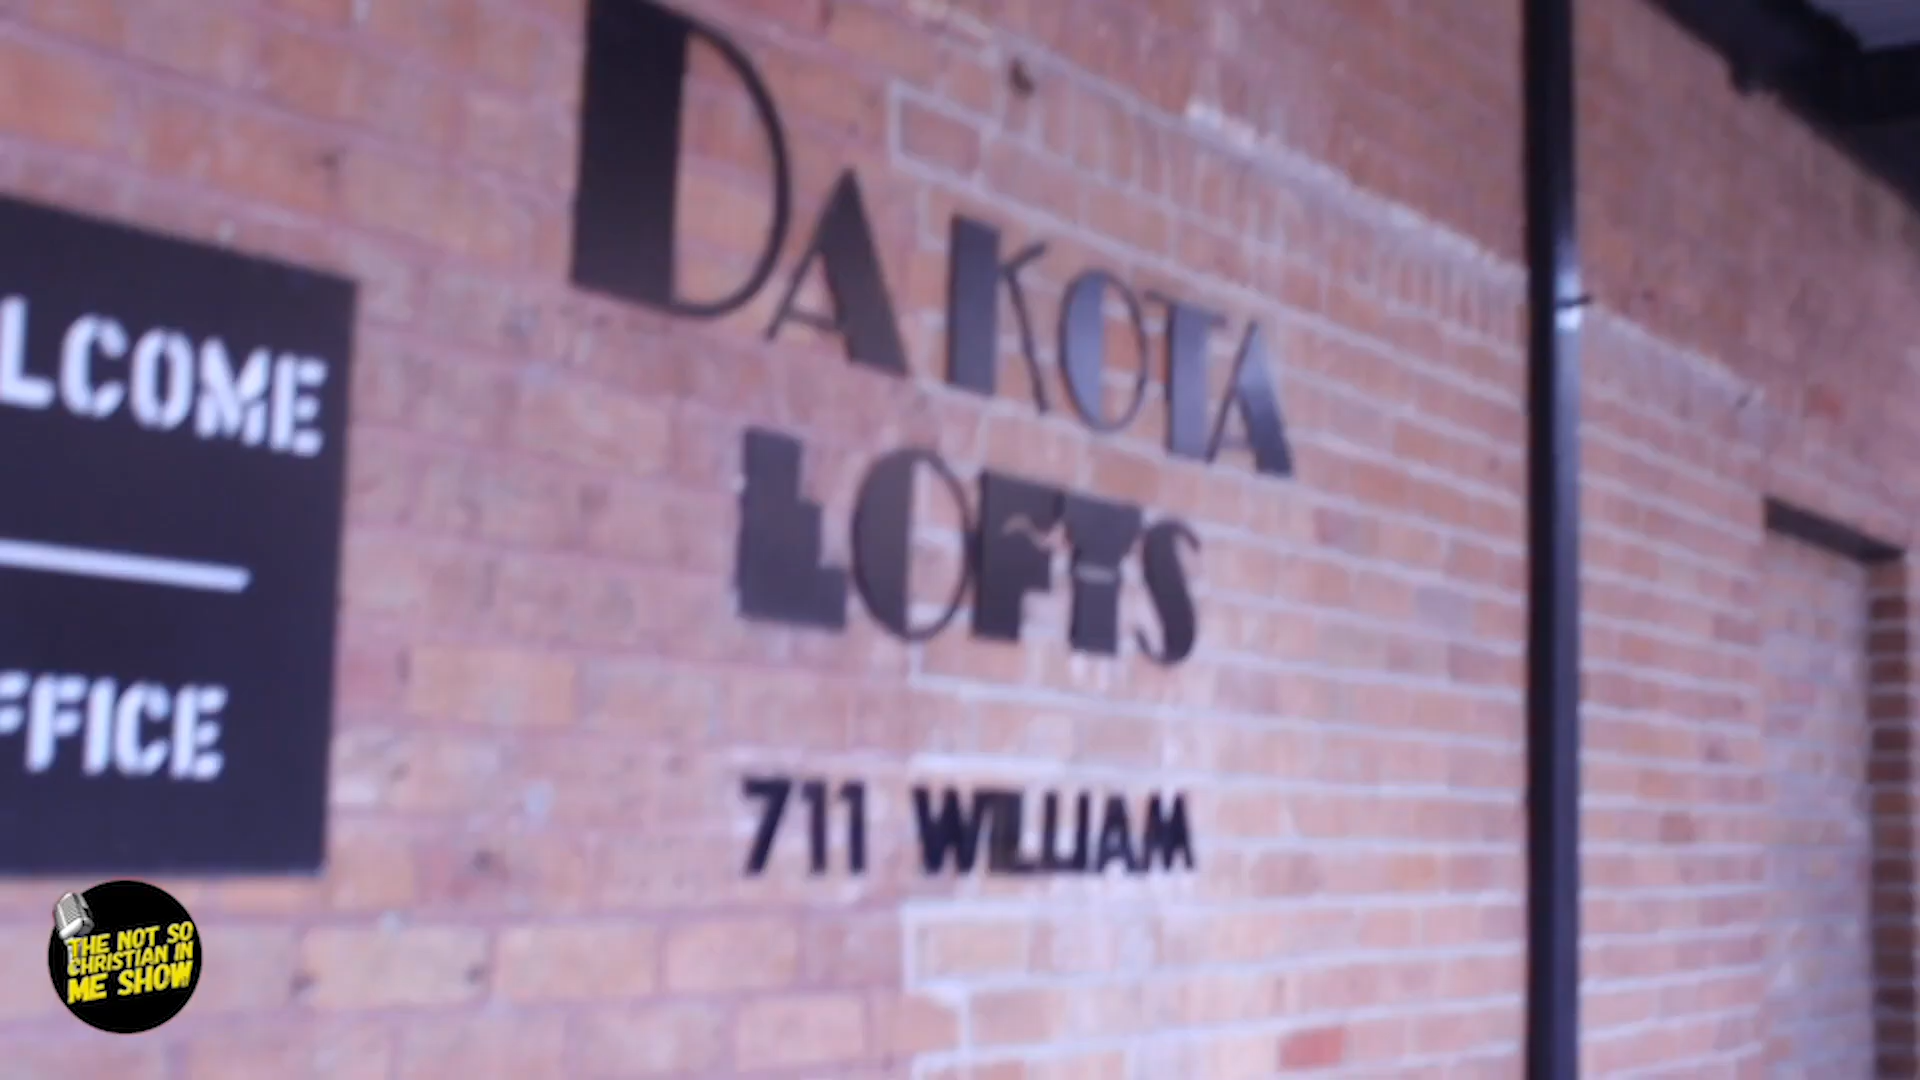 LCOME
FFICE
DAKOTA
LOFTS
711 WILLIAM
THE NOT SO
CHRISTIAN IN
ME SHOW